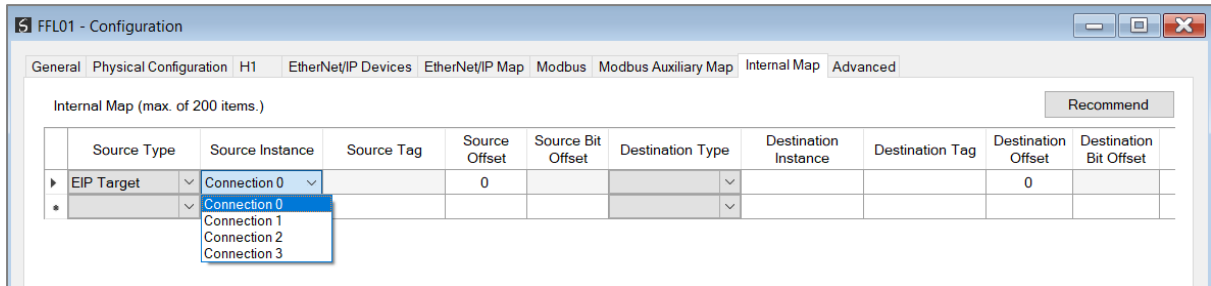 FFL01 - Configuration
General Physical Configuration H1 EtherNet/IP Devices EtherNet/IP Map Modbus Modbus Auxiliary Map Internal Map Advanced
Internal Map (max. of 200 items.) Recommend
Source Type Source Instance Source Tag Source Offset Source Bit Offset Destination Type Destination Instance Destination Tag Destination Offset Destination Bit Offset
EIP Target Connection 0 0 0
Connection 0
Connection 1
Connection 2
Connection 3